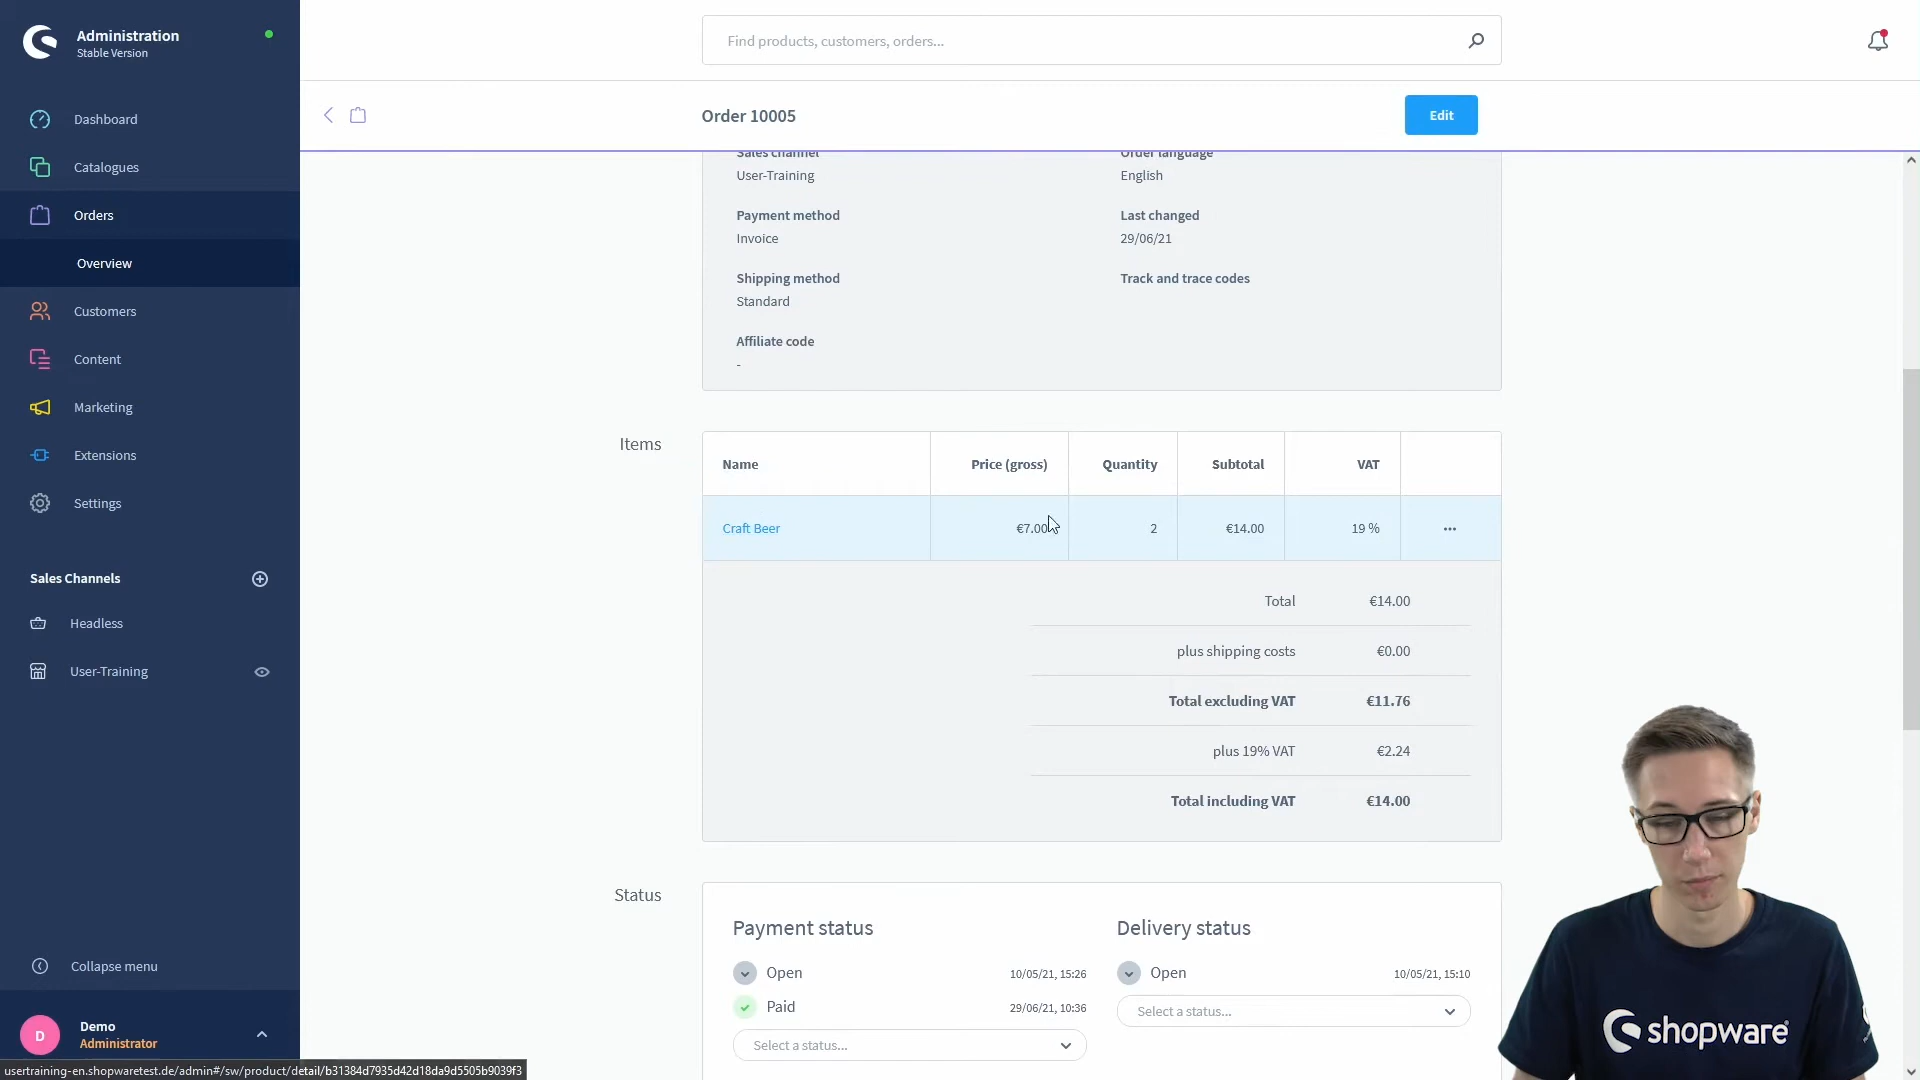 Administration
Stable Version
Find products, customers, orders...
Dashboard
Catalogues
Orders
Overview
Customers
Content
Marketing
Extensions
Settings
Sales Channels
Headless
User-Training
Collapse menu
D
Demo
Administrator
Order 10005
Edit
Sales channel
User-Training
Order language
English
Payment method
Invoice
Last changed
29/06/21
Shipping method
Standard
Track and trace codes
Affiliate code
-
Items
Name Price (gross) Quantity Subtotal VAT
Craft Beer €7.00 2 €14.00 19 % ...
Total €14.00
plus shipping costs €0.00
Total excluding VAT €11.76
plus 19% VAT €2.24
Total including VAT €14.00
Status
Payment status
Open 10/05/21, 15:26
Paid 29/06/21, 10:36
Select a status...
Delivery status
Open 10/05/21, 15:10
Select a status...
shopware
usertraining-en.shopwaretest.de/admin#/sw/product/detail/b31384d7935d42d18da9d5505b9039f3